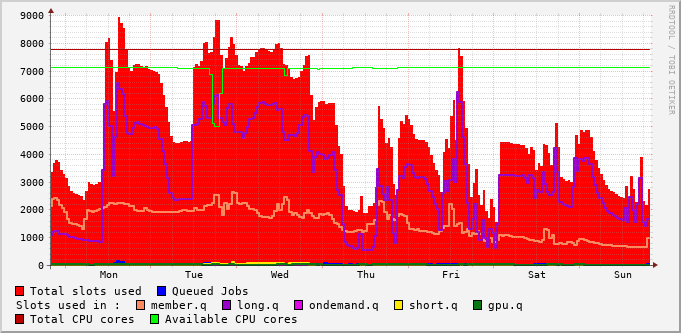 RRDTOOL / TOBI OETIKER
9000
8000
7000
6000
5000
4000
3000
2000
1000
0
Mon Tue Wed Thu Fri Sat Sun
Total slots used Queued Jobs
Slots used in : member.q long.q ondemand.q short.q gpu.q
Total CPU cores Available CPU cores